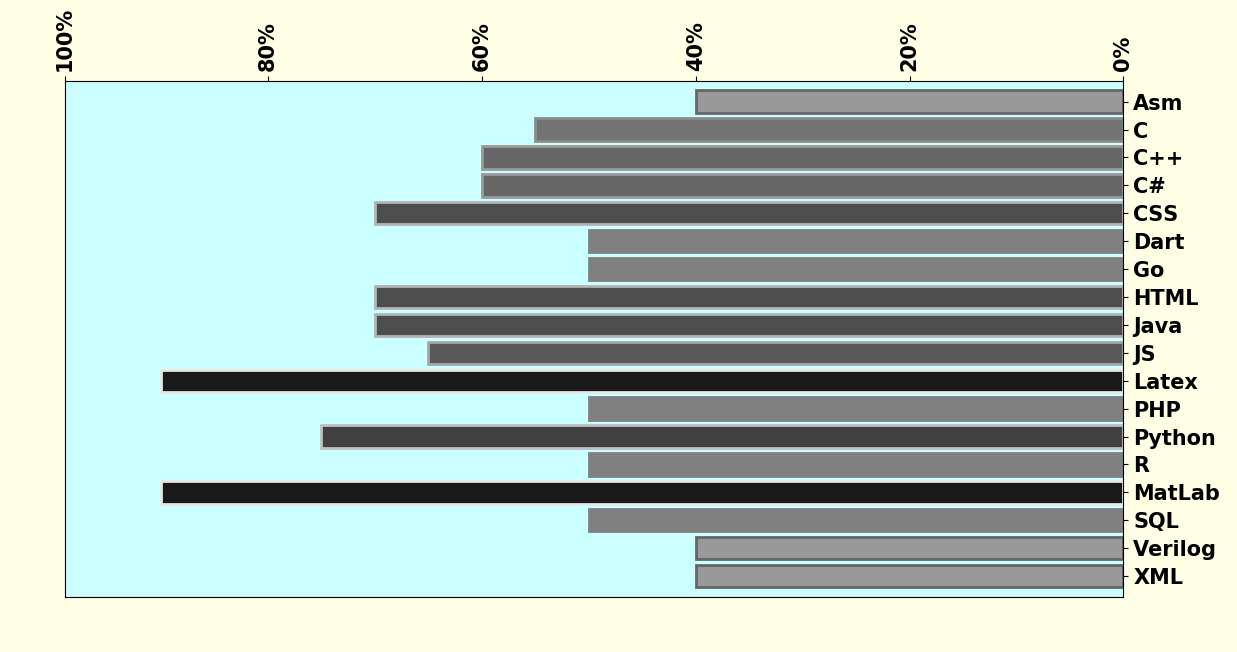 100%
80%
60%
40%
20%
0%
Asm
C
C++
C#
CSS
Dart
Go
HTML
Java
JS
Latex
PHP
Python
R
MatLab
SQL
Verilog
XML